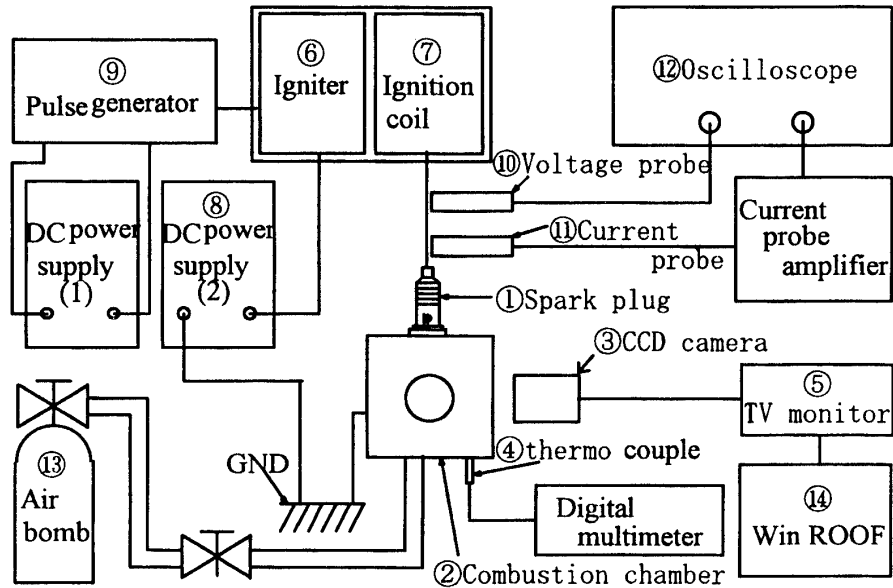 ⑨
Pulse generator
⑥
Igniter
⑦
Ignition
coil
⑫Oscilloscope
⑩Voltage probe
⑪Current
probe
Current
probe
amplifier
DC power
supply
(1)
⑧
DC power
supply
(2)
①Spark plug
③CCD camera
⑤
TV monitor
④thermo couple
GND
⑬
Air
bomb
Digital
multimeter
⑭
Win ROOF
②Combustion chamber